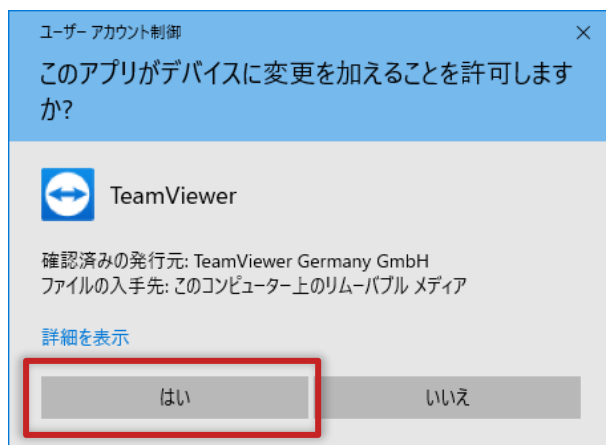 ユーザー アカウント制御
このアプリがデバイスに変更を加えることを許可します
か?
TeamViewer
確認済みの発行元: TeamViewer Germany GmbH
ファイルの入手先: このコンピューター上のリムーバブル メディア
詳細を表示
はい
いいえ